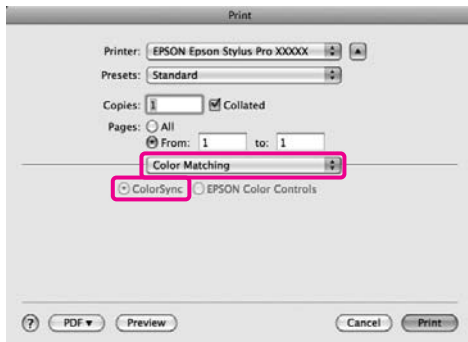 Print
Printer: EPSON Epson Stylus Pro XXXXX
Presets: Standard
Copies: 1 Collated
Pages: All
From: 1 to: 1
Color Matching
ColorSync EPSON Color Controls
? PDF Preview Cancel Print